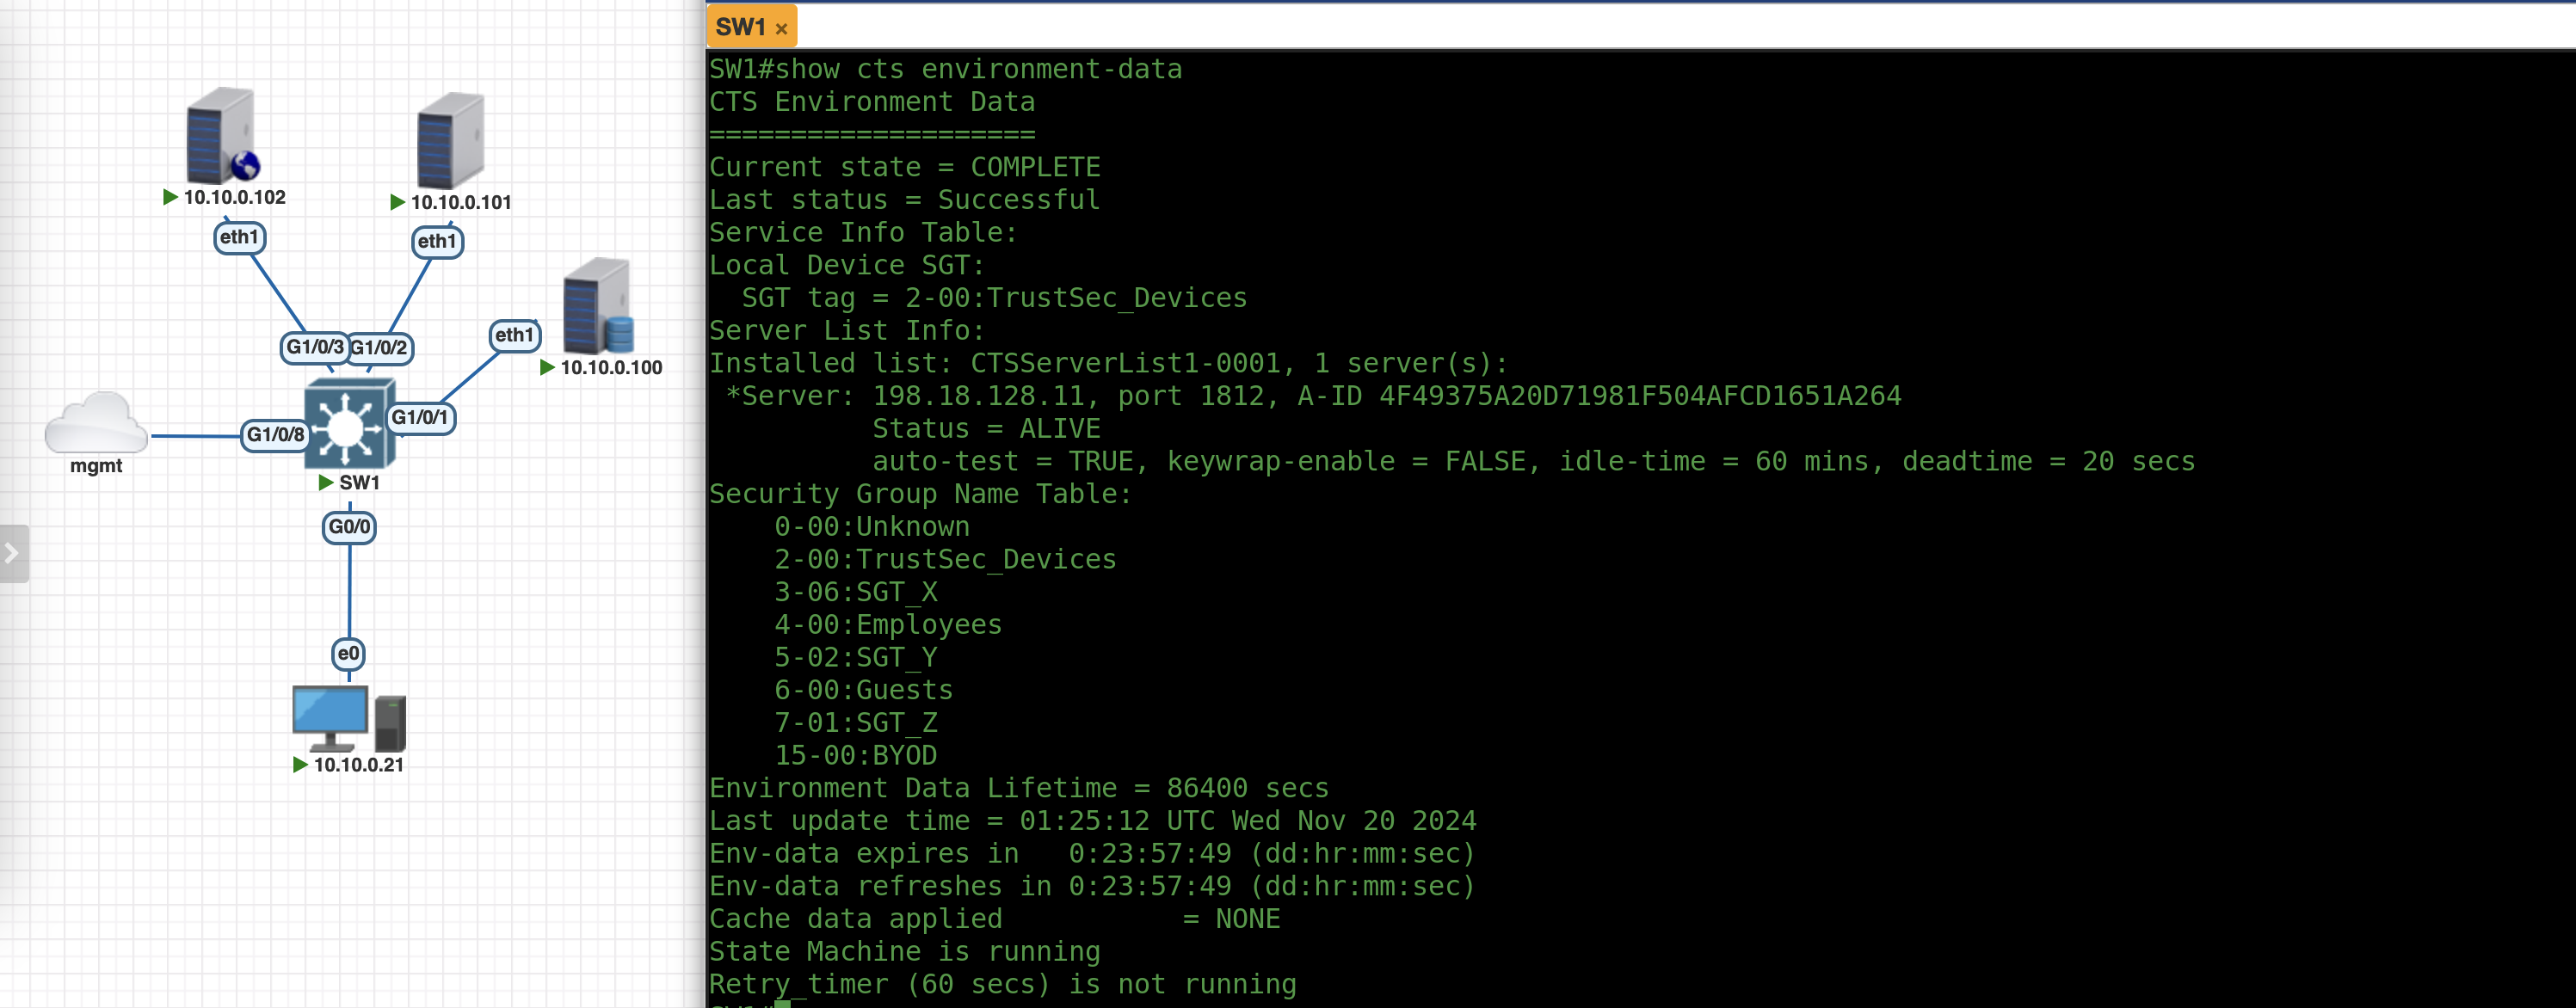 10.10.0.102
10.10.0.101
eth1
eth1
eth1
10.10.0.100
G1/0/3
G1/0/2
G1/0/1
G1/0/8
mgmt
SW1
G0/0
e0
10.10.0.21
SW1 ×
SW1#show cts environment-data
CTS Environment Data
====================
Current state = COMPLETE
Last status = Successful
Service Info Table:
Local Device SGT:
  SGT tag = 2-00:TrustSec_Devices
Server List Info:
Installed list: CTSServerList1-0001, 1 server(s):
 *Server: 198.18.128.11, port 1812, A-ID 4F49375A20D71981F504AFCD1651A264
          Status = ALIVE
          auto-test = TRUE, keywrap-enable = FALSE, idle-time = 60 mins, deadtime = 20 secs
Security Group Name Table:
    0-00:Unknown
    2-00:TrustSec_Devices
    3-06:SGT_X
    4-00:Employees
    5-02:SGT_Y
    6-00:Guests
    7-01:SGT_Z
    15-00:BYOD
Environment Data Lifetime = 86400 secs
Last update time = 01:25:12 UTC Wed Nov 20 2024
Env-data expires in   0:23:57:49 (dd:hr:mm:sec)
Env-data refreshes in 0:23:57:49 (dd:hr:mm:sec)
Cache data applied           = NONE
State Machine is running
Retry_timer (60 secs) is not running
SW1#